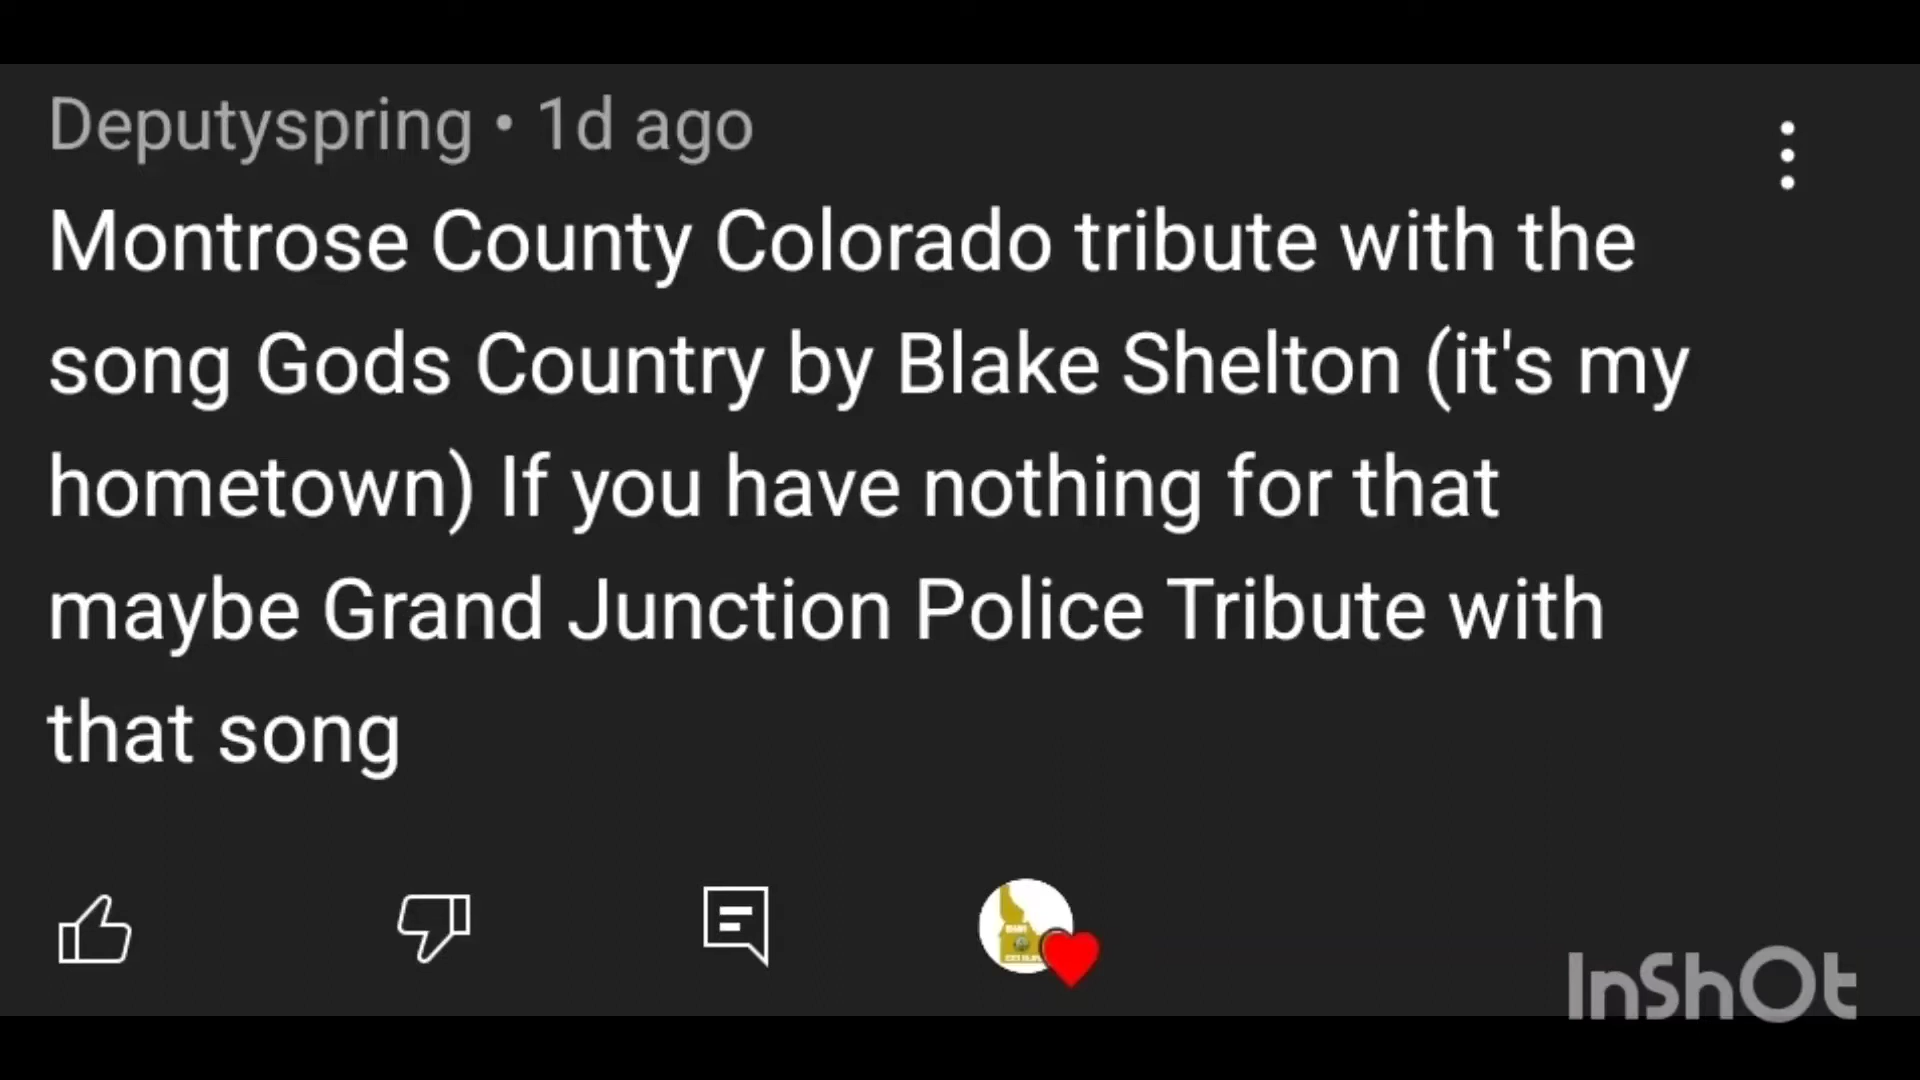 Deputyspring • 1d ago
Montrose County Colorado tribute with the
song Gods Country by Blake Shelton (it's my
hometown) If you have nothing for that
maybe Grand Junction Police Tribute with
that song
InShOt